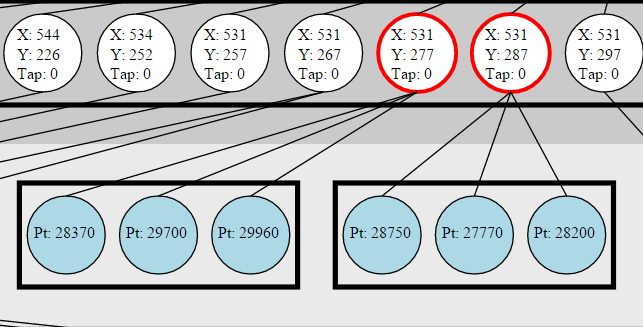 X: 544
Y: 226
Tap: 0
X: 534
Y: 252
Tap: 0
X: 531
Y: 257
Tap: 0
X: 531
Y: 267
Tap: 0
X: 531
Y: 277
Tap: 0
X: 531
Y: 287
Tap: 0
X: 531
Y: 297
Tap: 0
Pt: 28370
Pt: 29700
Pt: 29960
Pt: 28750
Pt: 27770
Pt: 28200